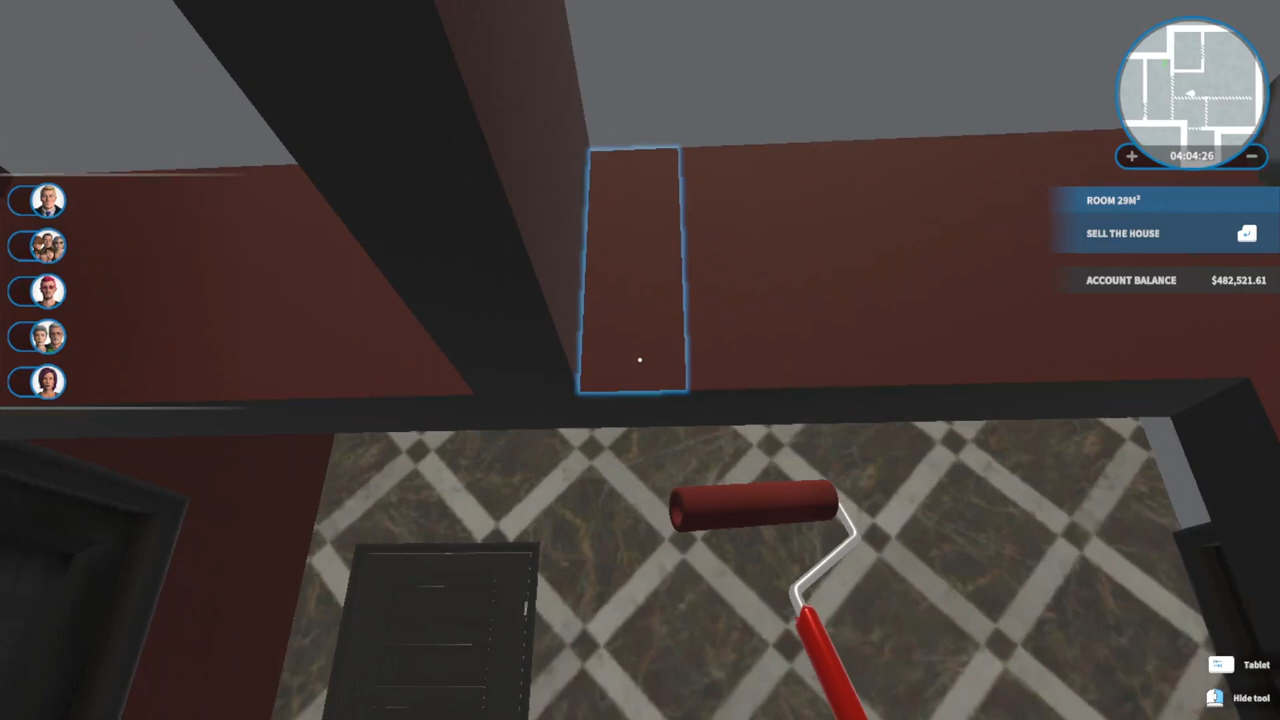 04:04:26
ROOM 29M²
SELL THE HOUSE
ACCOUNT BALANCE $482,521.61
Tablet
Hide tool